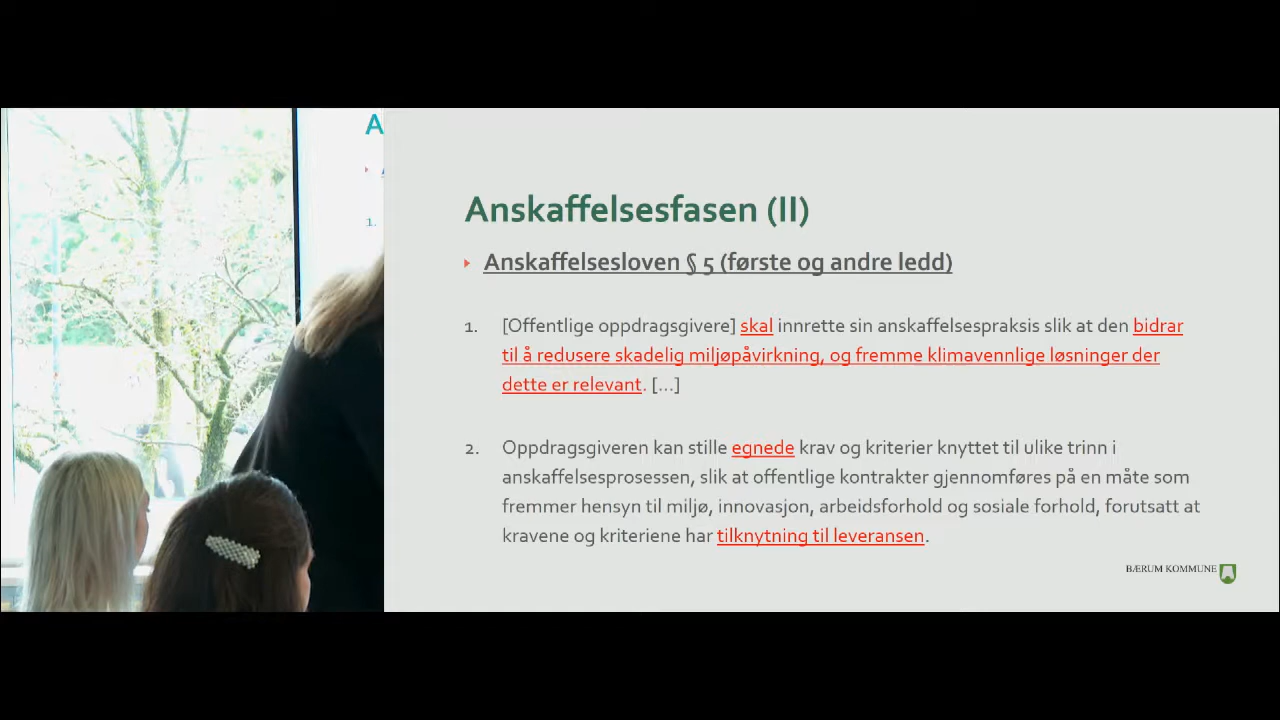 A
1.
Anskaffelsesfasen (II)
Anskaffelsesloven § 5 (første og andre ledd)
1. [Offentlige oppdragsgivere] skal innrette sin anskaffelsespraksis slik at den bidrar
til å redusere skadelig miljøpåvirkning, og fremme klimavennlige løsninger der
dette er relevant. [...]
2. Oppdragsgiveren kan stille egnede krav og kriterier knyttet til ulike trinn i
anskaffelsesprosessen, slik at offentlige kontrakter gjennomføres på en måte som
fremmer hensyn til miljø, innovasjon, arbeidsforhold og sosiale forhold, forutsatt at
kravene og kriteriene har tilknytning til leveransen.
BÆRUM KOMMUNE